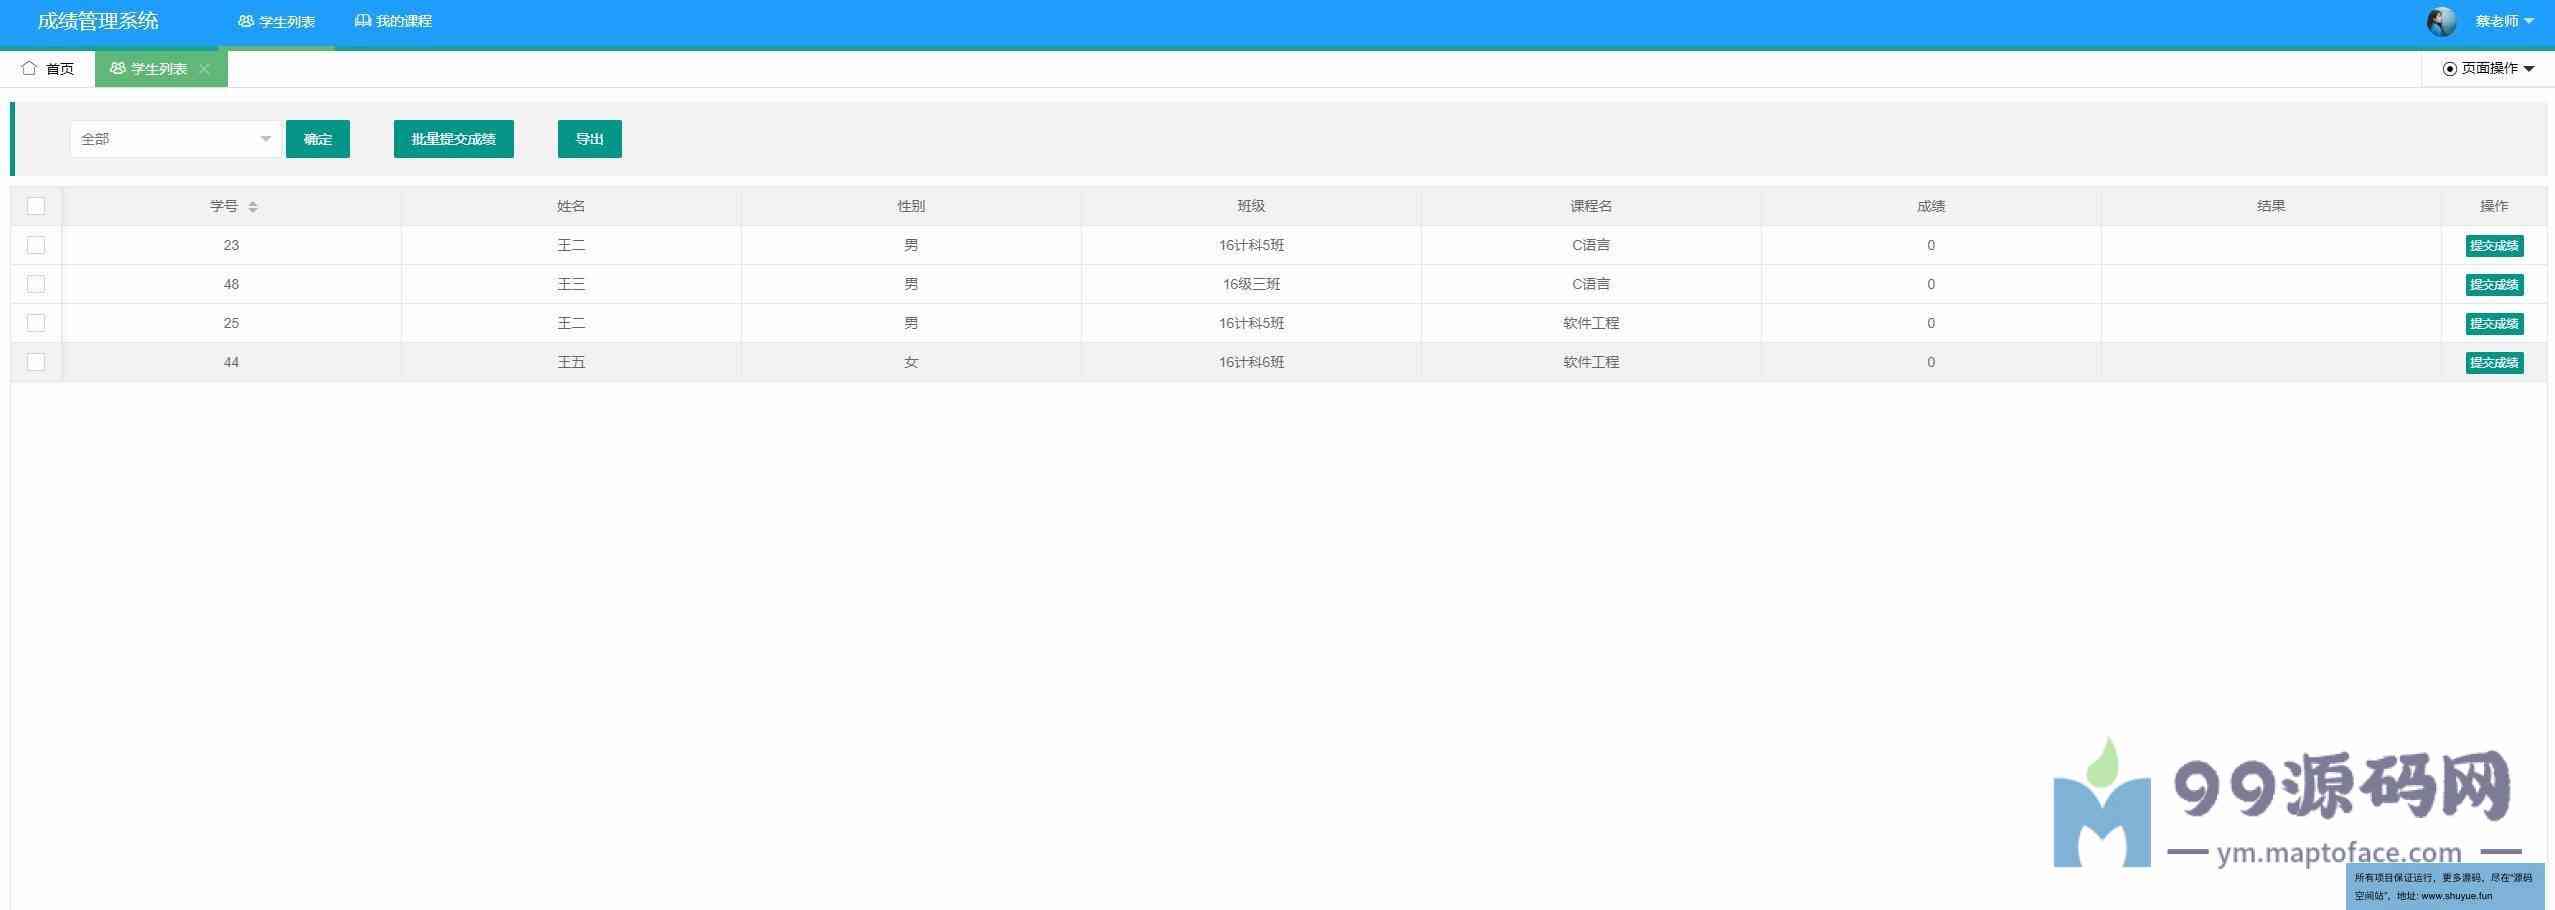 成绩管理系统 学生列表 我的课程 蔡老师
首页 学生列表 页面操作
全部 确定 批量提交成绩 导出
学号 姓名 性别 班级 课程名 成绩 结果 操作
23 王二 男 16计科5班 C语言 0 提交成绩
48 王三 男 16级三班 C语言 0 提交成绩
25 王二 男 16计科5班 软件工程 0 提交成绩
44 王五 女 16计科6班 软件工程 0 提交成绩
99源码网
ym.maptoface.com
所有项目保证运行，更多源码，尽在“源码
空间站”，地址: www.shuyue.fun